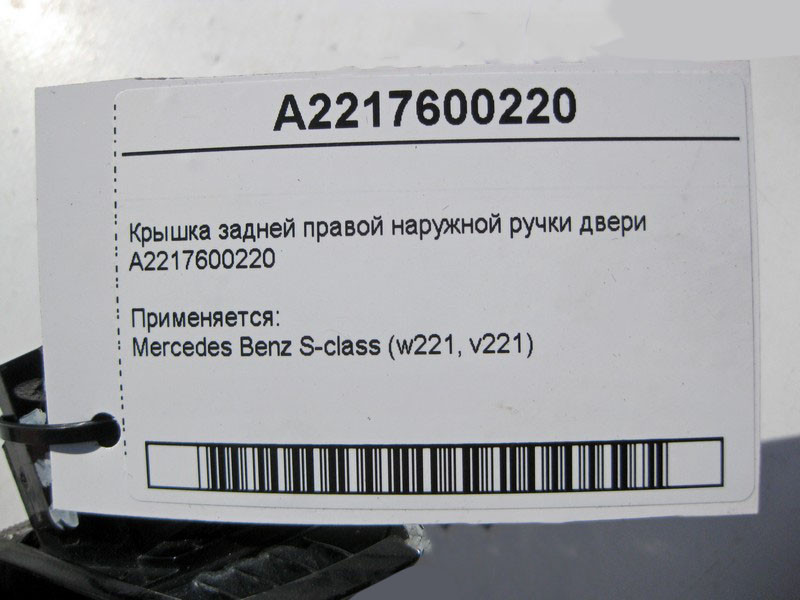 A2217600220
Крышка задней правой наружной ручки двери
A2217600220
Применяется:
Mercedes Benz S-class (w221, v221)